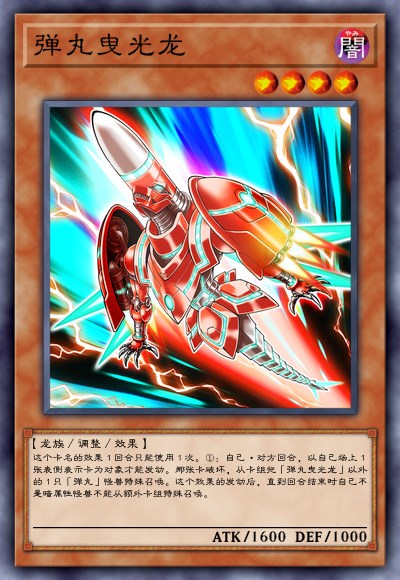 弹丸曳光龙
やみ
闇
【龙族／调整／效果】
这个卡名的效果1回合只能使用1次。①：自己·对方回合，以自己场上1
张表侧表示卡为对象才能发动。那张卡破坏，从卡组把「弹丸曳光龙」以外
的1只「弹丸」怪兽特殊召唤。这个效果的发动后，直到回合结束时自己不
是暗属性怪兽不能从额外卡组特殊召唤。
ATK/1600 DEF/1000